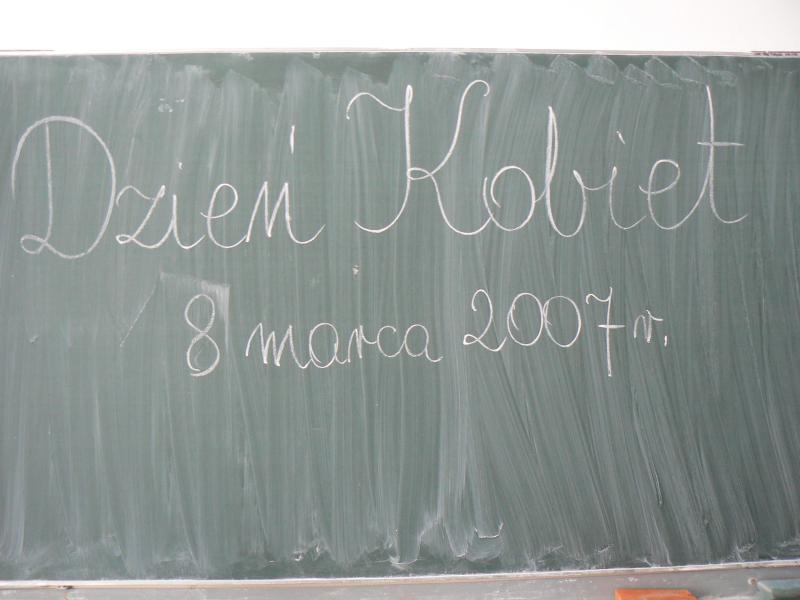 Dzień Kobiet
8 marca 2007 r.